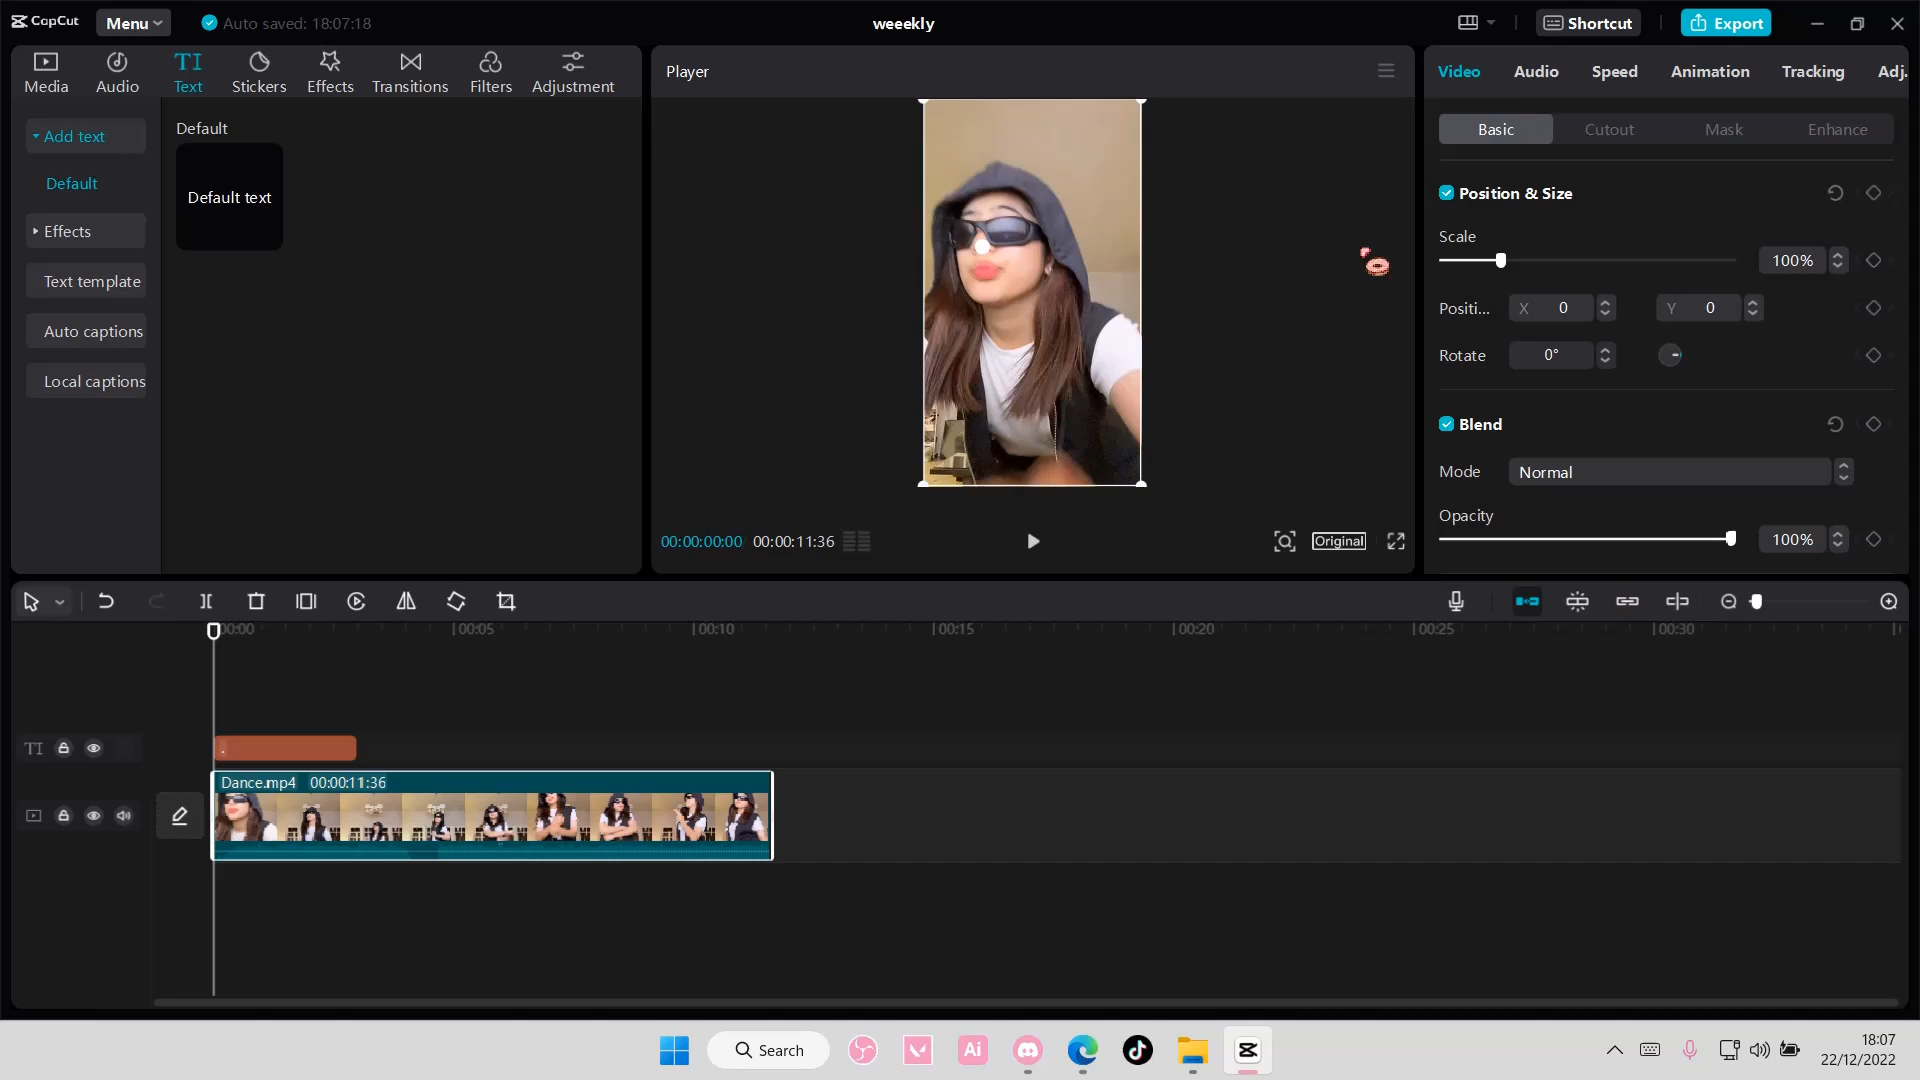 CapCut
Menu
Auto saved: 18:07:18
weeekly
Shortcut
Export
Media
Audio
TI
Text
Stickers
Effects
Transitions
Filters
Adjustment
Add text
Default
Effects
Text template
Auto captions
Local captions
Default
Default text
Player
00:00:00:00 00:00:11:36
Original
Video Audio Speed Animation Tracking Adj.
Basic Cutout Mask Enhance
Position & Size
Scale
100%
Positi... X 0 Y 0
Rotate 0°
Blend
Mode Normal
Opacity
100%
00:00 00:05 00:10 00:15 00:20 00:25 00:30
TI
.
Dance.mp4 00:00:11:36
Search
Ai
18:07
22/12/2022